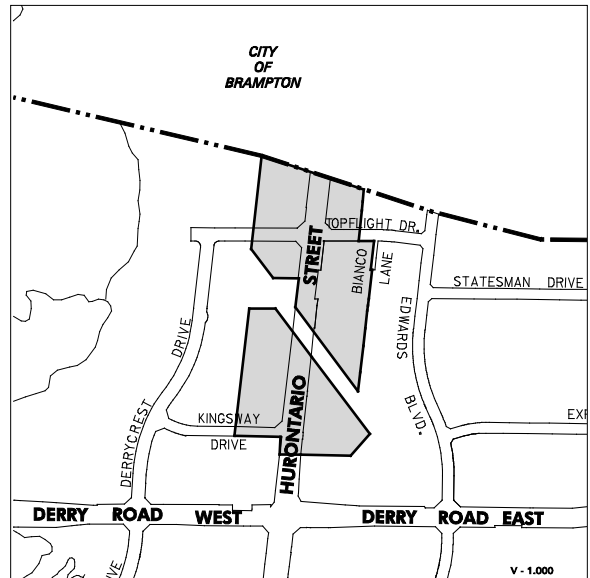 CITY
OF
BRAMPTON
TOPFLIGHT DR.
STREET
BIANCO
LANE
STATESMAN DRIVE
EDWARDS
BLVD.
DRIVE
DERRYCREST
KINGSWAY
DRIVE
HURONTARIO
EXP
DERRY ROAD WEST
DERRY ROAD EAST
V - 1.000